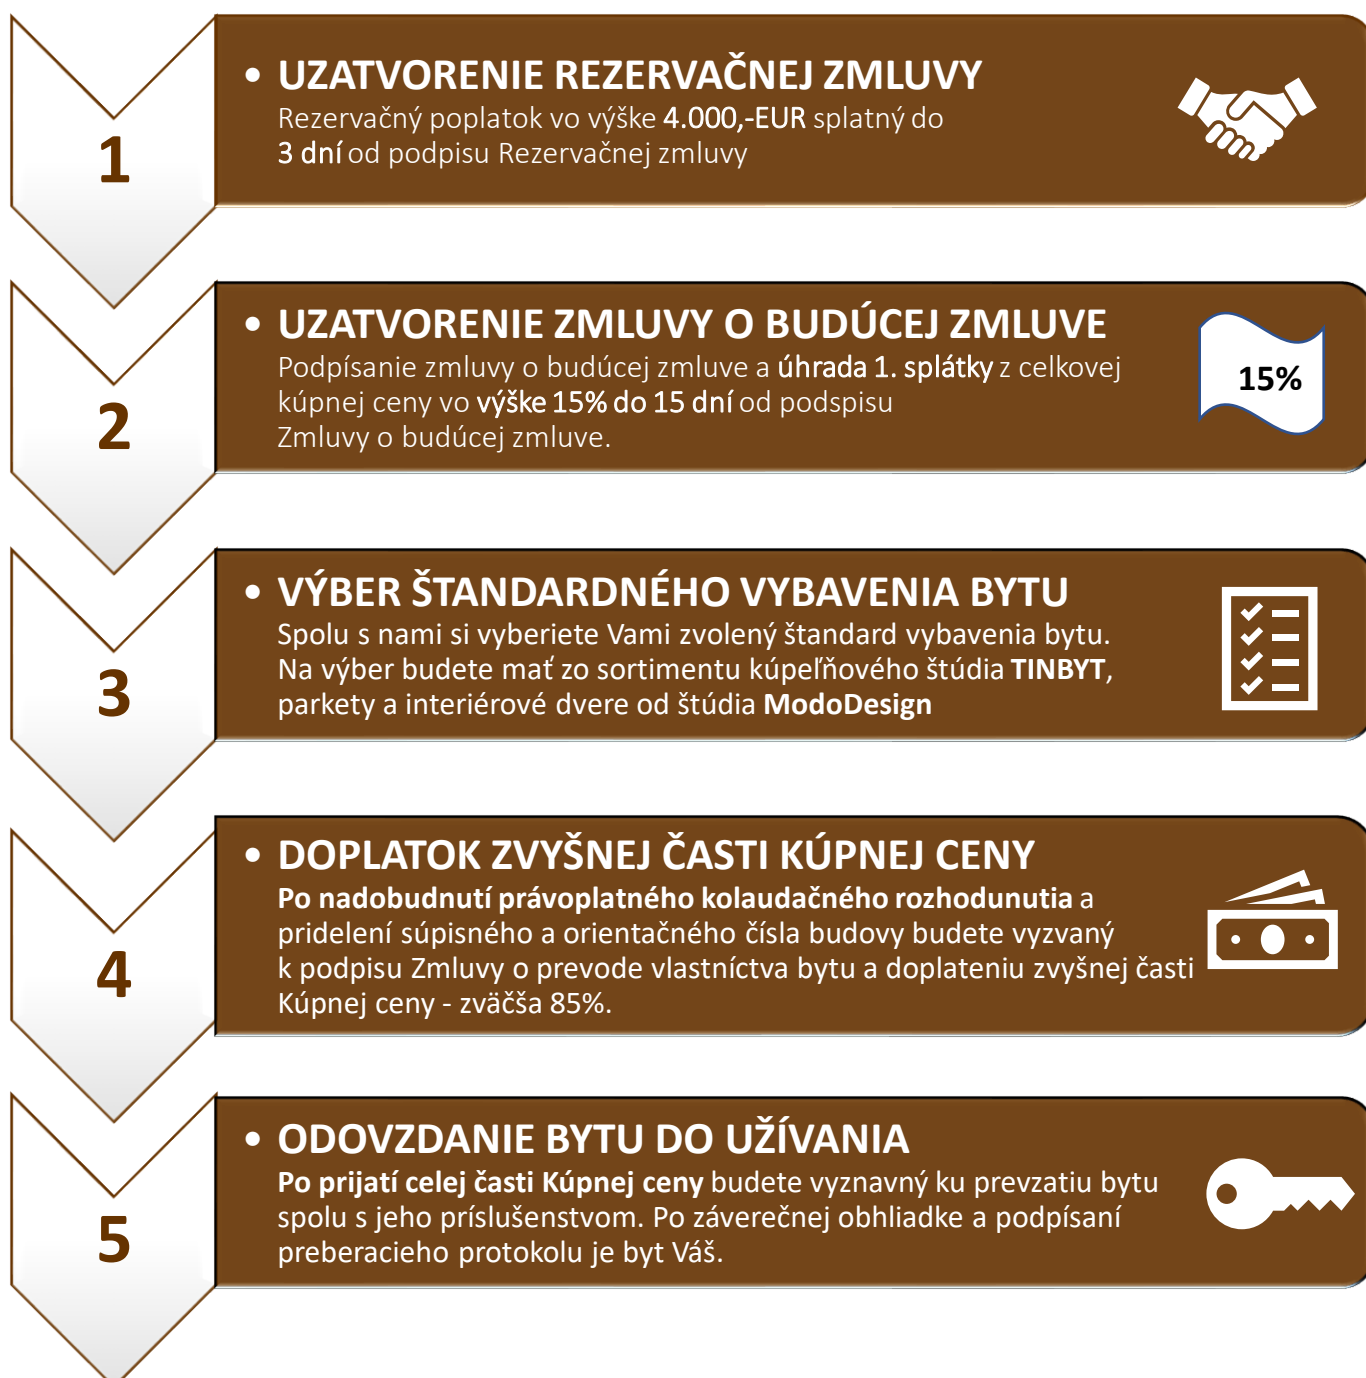 1
• UZATVORENIE REZERVAČNEJ ZMLUVY
Rezervačný poplatok vo výške 4.000,-EUR splatný do
3 dní od podpisu Rezervačnej zmluvy
2
• UZATVORENIE ZMLUVY O BUDÚCEJ ZMLUVE
Podpísanie zmluvy o budúcej zmluve a úhrada 1. splátky z celkovej
kúpnej ceny vo výške 15% do 15 dní od podspisu
Zmluvy o budúcej zmluve.
15%
3
• VÝBER ŠTANDARDNÉHO VYBAVENIA BYTU
Spolu s nami si vyberiete Vami zvolený štandard vybavenia bytu.
Na výber budete mať zo sortimentu kúpeľňového štúdia TINBYT,
parkety a interiérové dvere od štúdia ModoDesign
4
• DOPLATOK ZVYŠNEJ ČASTI KÚPNEJ CENY
Po nadobudnutí právoplatného kolaudačného rozhodunutia a
pridelení súpisného a orientačného čísla budovy budete vyzvaný
k podpisu Zmluvy o prevode vlastníctva bytu a doplateniu zvyšnej časti
Kúpnej ceny - zväčša 85%.
5
• ODOVZDANIE BYTU DO UŽÍVANIA
Po prijatí celej časti Kúpnej ceny budete vyznavný ku prevzatiu bytu
spolu s jeho príslušenstvom. Po záverečnej obhliadke a podpísaní
preberacieho protokolu je byt Váš.